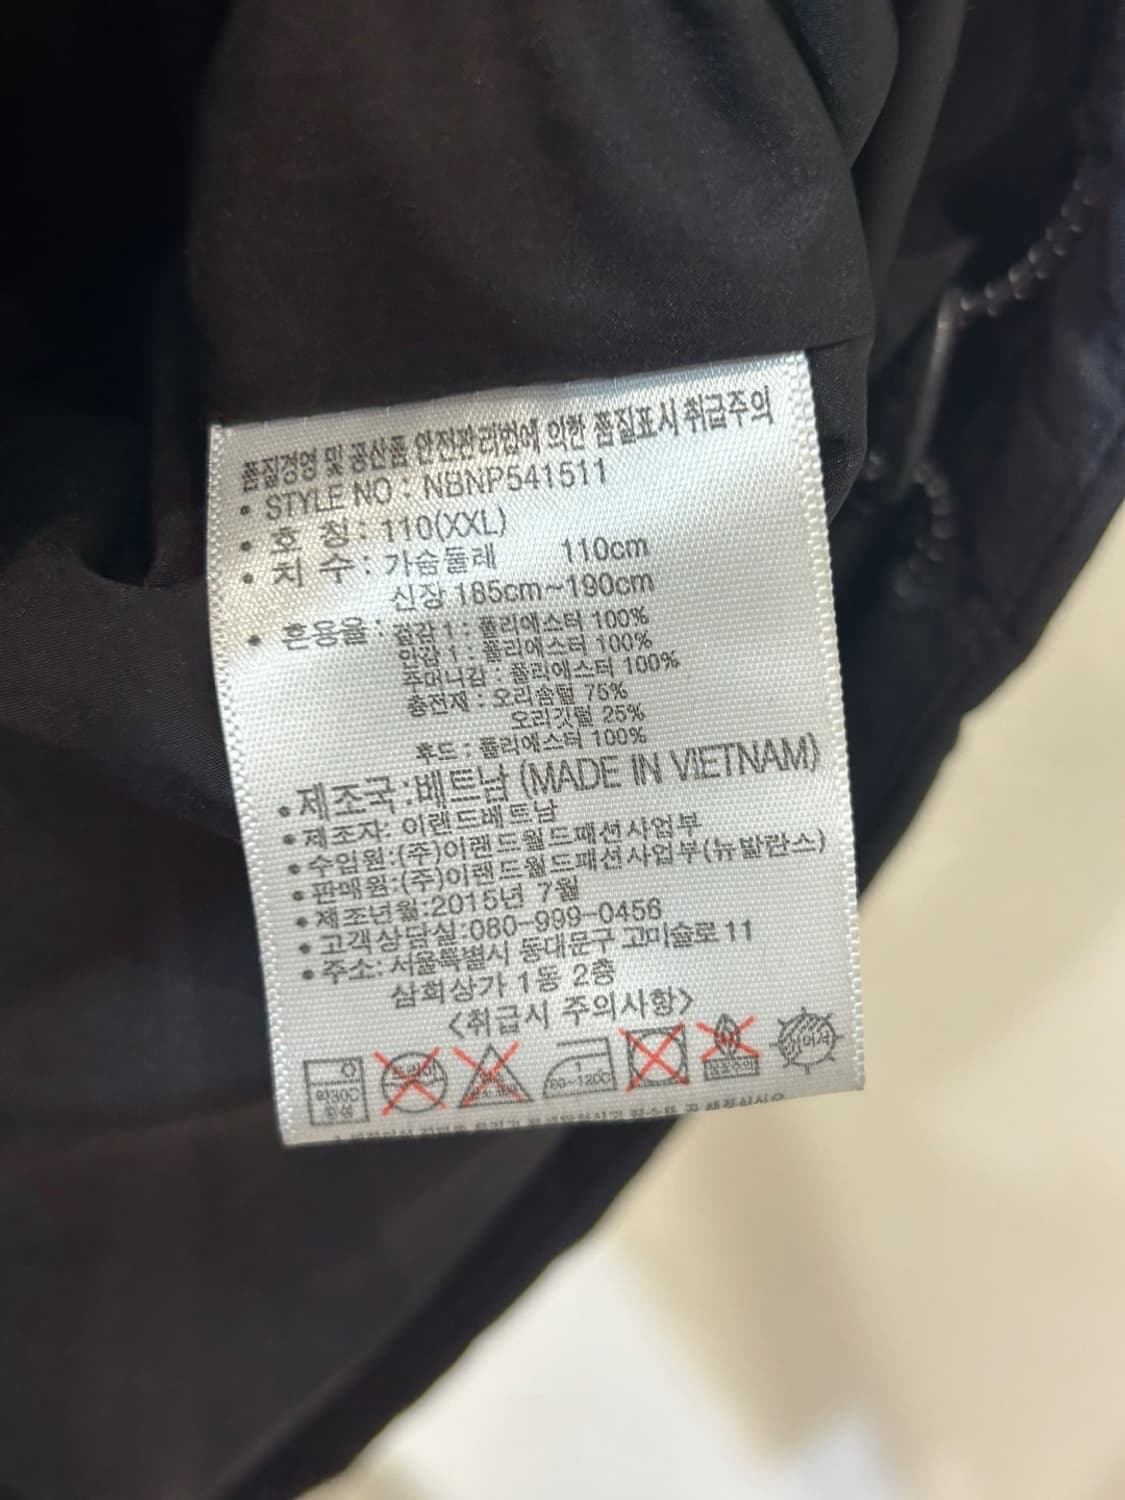 품질경영 및 공산품 안전관리법에 의한 품질표시 취급주의
• STYLE NO : NBNP541511
• 호 칭 : 110(XXL)
• 치 수 : 가슴둘레 110cm
신장 185cm~190cm
• 혼용율 : 겉감1 : 폴리에스터 100%
안감1 : 폴리에스터 100%
주머니감 : 폴리에스터 100%
충전재 : 오리솜털 75%
오리깃털 25%
후드 : 폴리에스터 100%
• 제조국 : 베트남 (MADE IN VIETNAM)
• 제조자: 이랜드베트남
• 수입원:(주)이랜드월드패션사업부
• 판매원:(주)이랜드월드패션사업부(뉴발란스)
• 제조년월:2015년 7월
• 고객상담실:080-999-0456
• 주소: 서울특별시 동대문구 고미술로 11
삼희상가 1동 2층
<취급시 주의사항>
약30℃
중성
80~120℃